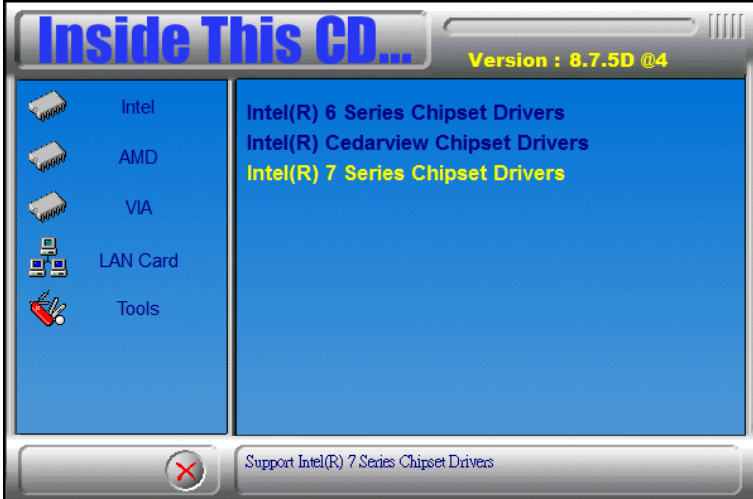 Inside This CD...
Version : 8.7.5D @4
Intel
AMD
VIA
LAN Card
Tools
Intel(R) 6 Series Chipset Drivers
Intel(R) Cedarview Chipset Drivers
Intel(R) 7 Series Chipset Drivers
Support Intel(R) 7 Series Chipset Drivers